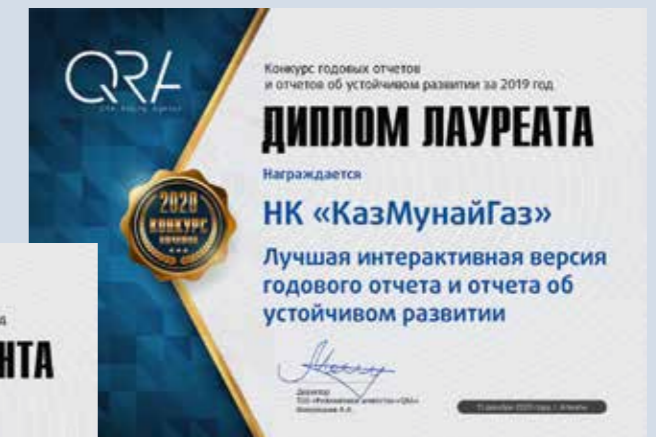 QRA
Конкурс годовых отчетов
и отчетов об устойчивом развитии за 2019 год
ДИПЛОМ ЛАУРЕАТА
Награждается
НК «КазМунайГаз»
2020
КОНКУРС
Лучшая интерактивная версия
годового отчета и отчета об
устойчивом развитии
Директор
НТА